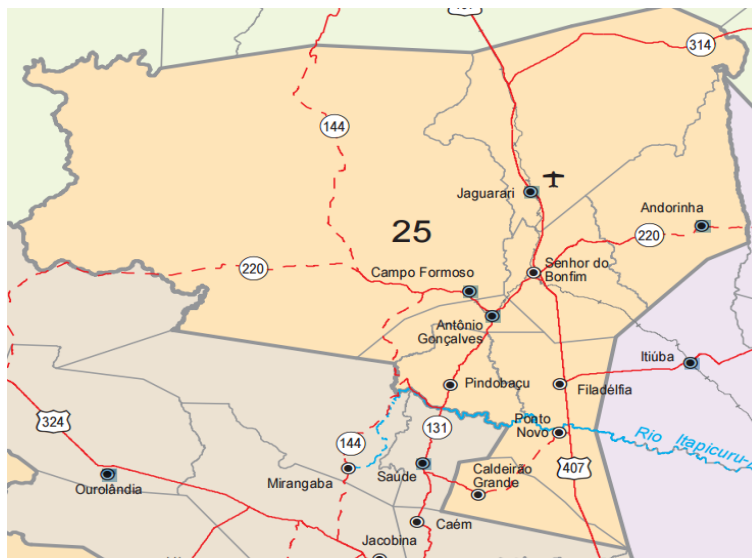 407
314
144
Jaguarari
Andorinha
25
220
220
Campo Formoso
Senhor do
Bonfim
Antônio
Gonçalves
Itiúba
Pindobaçu
Filadélfia
324
131
Ponto
Novo
Rio Itapicuru-
144
Mirangaba
Saúde
Caldeirão
Grande
407
Ourolândia
Caém
Jacobina